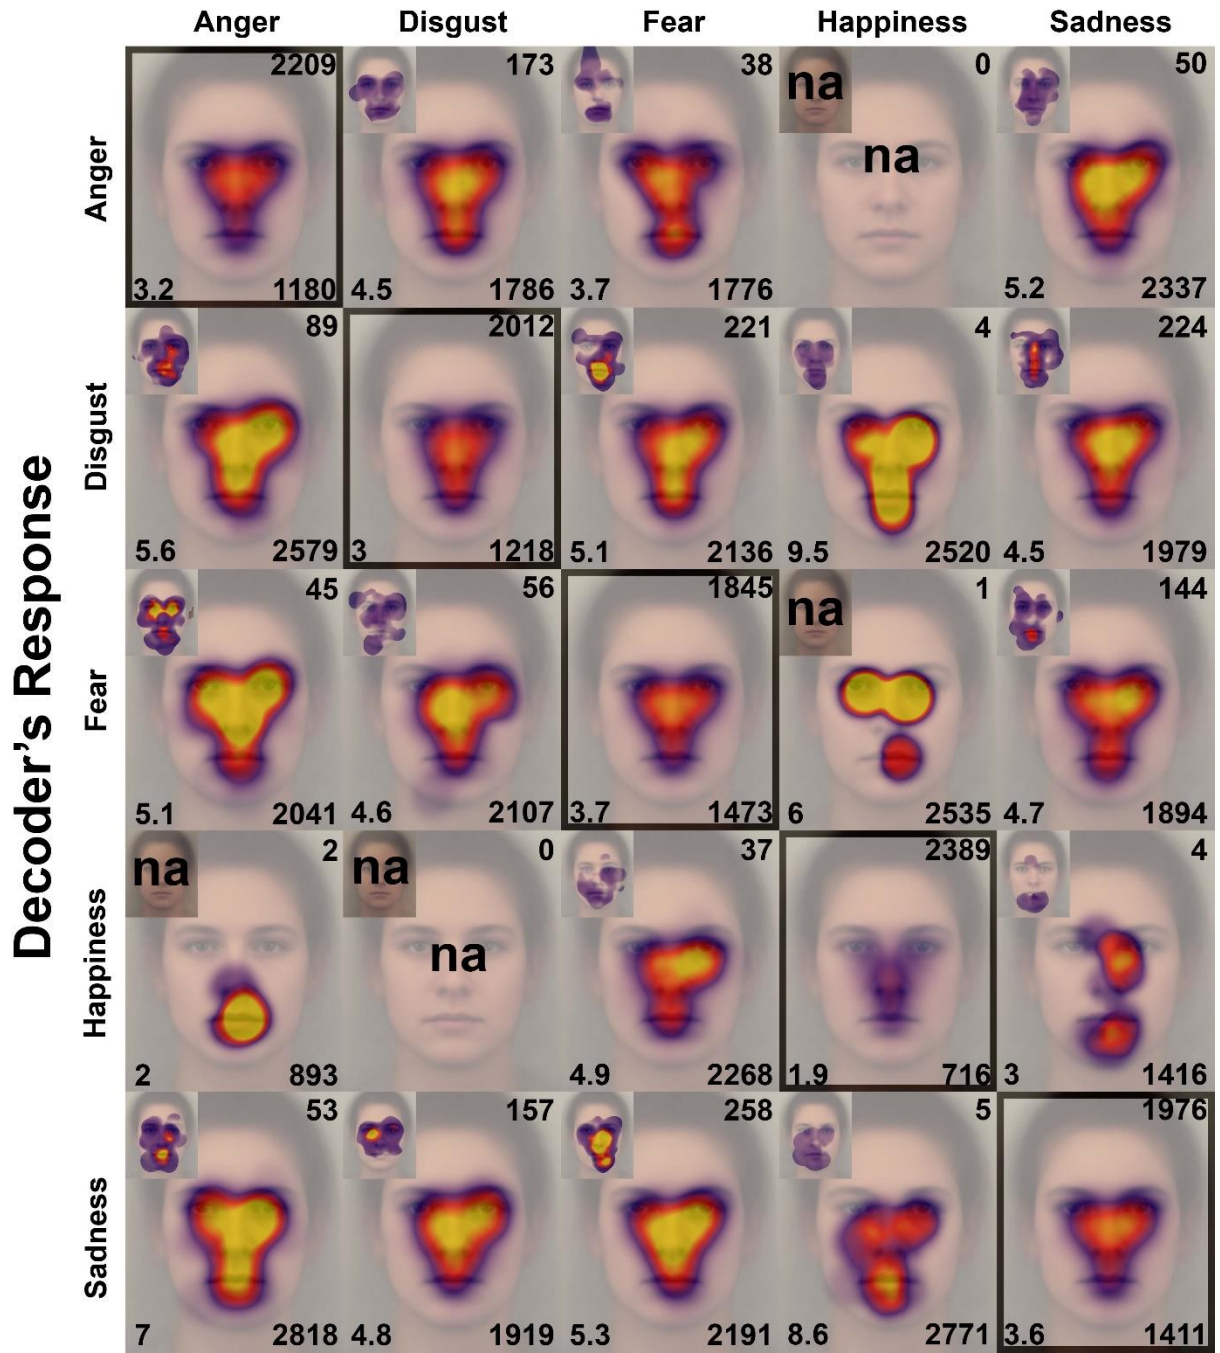 Anger Disgust Fear Happiness Sadness
Decoder's Response
Anger
2209 173 38 na 0 50
na
3.2 1180 4.5 1786 3.7 1776 5.2 2337
Disgust
89 2012 221 4 224
5.6 2579 3 1218 5.1 2136 9.5 2520 4.5 1979
Fear
45 56 1845 na 1 144
5.1 2041 4.6 2107 3.7 1473 6 2535 4.7 1894
Happiness
na 2 na 0 37 2389 4
na
2 893 4.9 2268 1.9 716 3 1416
Sadness
53 157 258 5 1976
7 2818 4.8 1919 5.3 2191 8.6 2771 3.6 1411